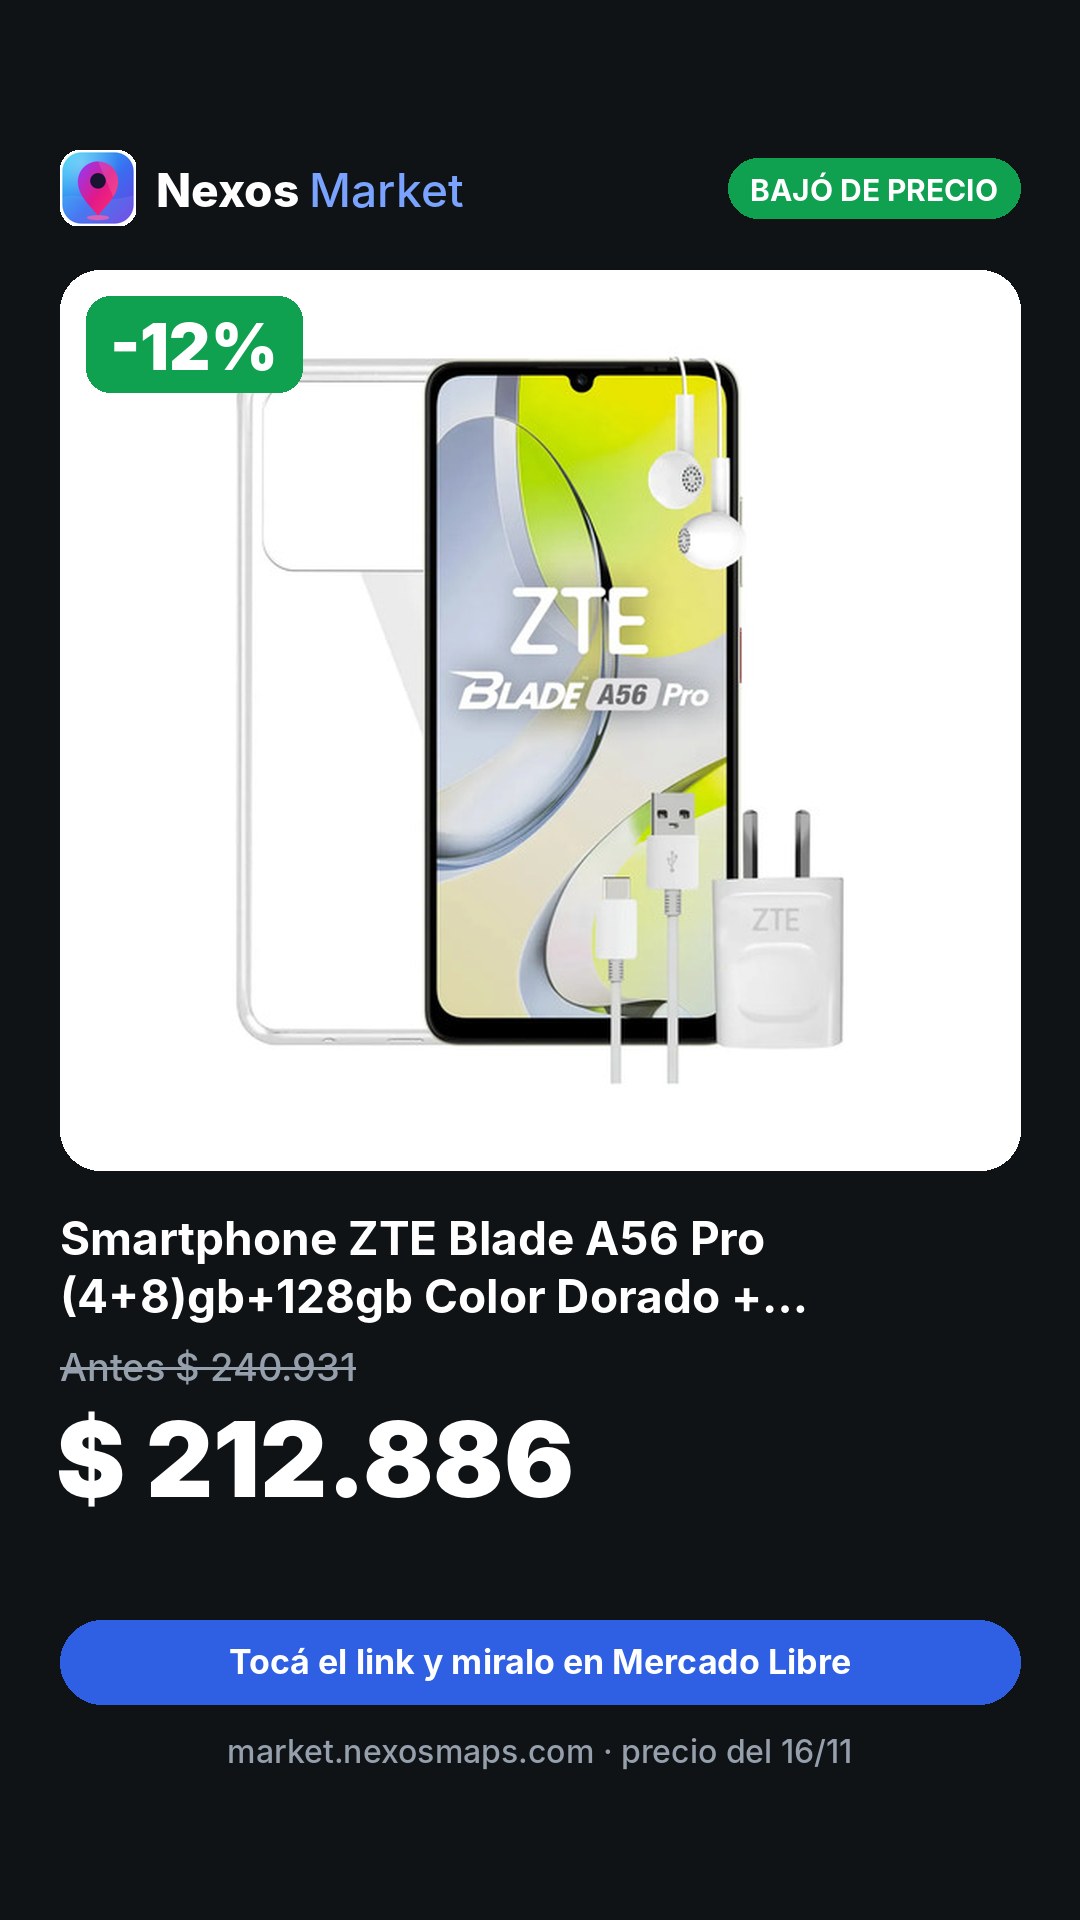 Nexos Market
BAJÓ DE PRECIO
-12%
ZTE
BLADE A56 Pro
ZTE
Smartphone ZTE Blade A56 Pro
(4+8)gb+128gb Color Dorado +...
Antes $ 240.931
$ 212.886
Tocá el link y miralo en Mercado Libre
market.nexosmaps.com · precio del 16/11